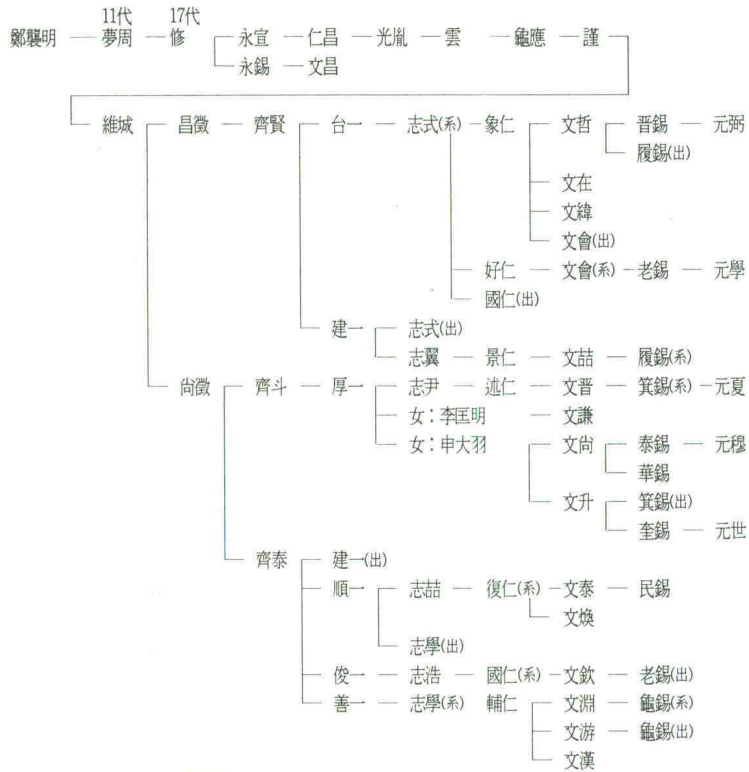 11代 17代
鄭襲明 夢周 修 永宜 仁昌 光胤 雲 龜應 謹
永錫 文昌
維城 昌徵 齊賢 台一 志式(系) 象仁 文哲 晋錫 元弼
履錫(出)
文在
文緯
文會(出)
好仁 文會(系) 老錫 元學
國仁(出)
建一 志式(出)
志翼 景仁 文喆 履錫(系)
尙徵 齊斗 厚一 志尹 述仁 文晋 箕錫(系) 元夏
女：李匡明 文謙
女：申大羽 文尙 泰錫 元穆
華錫
文升 箕錫(出)
奎錫 元世
齊泰 建一(出)
順一 志喆 復仁(系) 文泰 民錫
文煥
志學(出)
俊一 志浩 國仁(系) 文欽 老錫(出)
善一 志學(系) 輔仁 文淵 龜錫(系)
文游 龜錫(出)
文漢